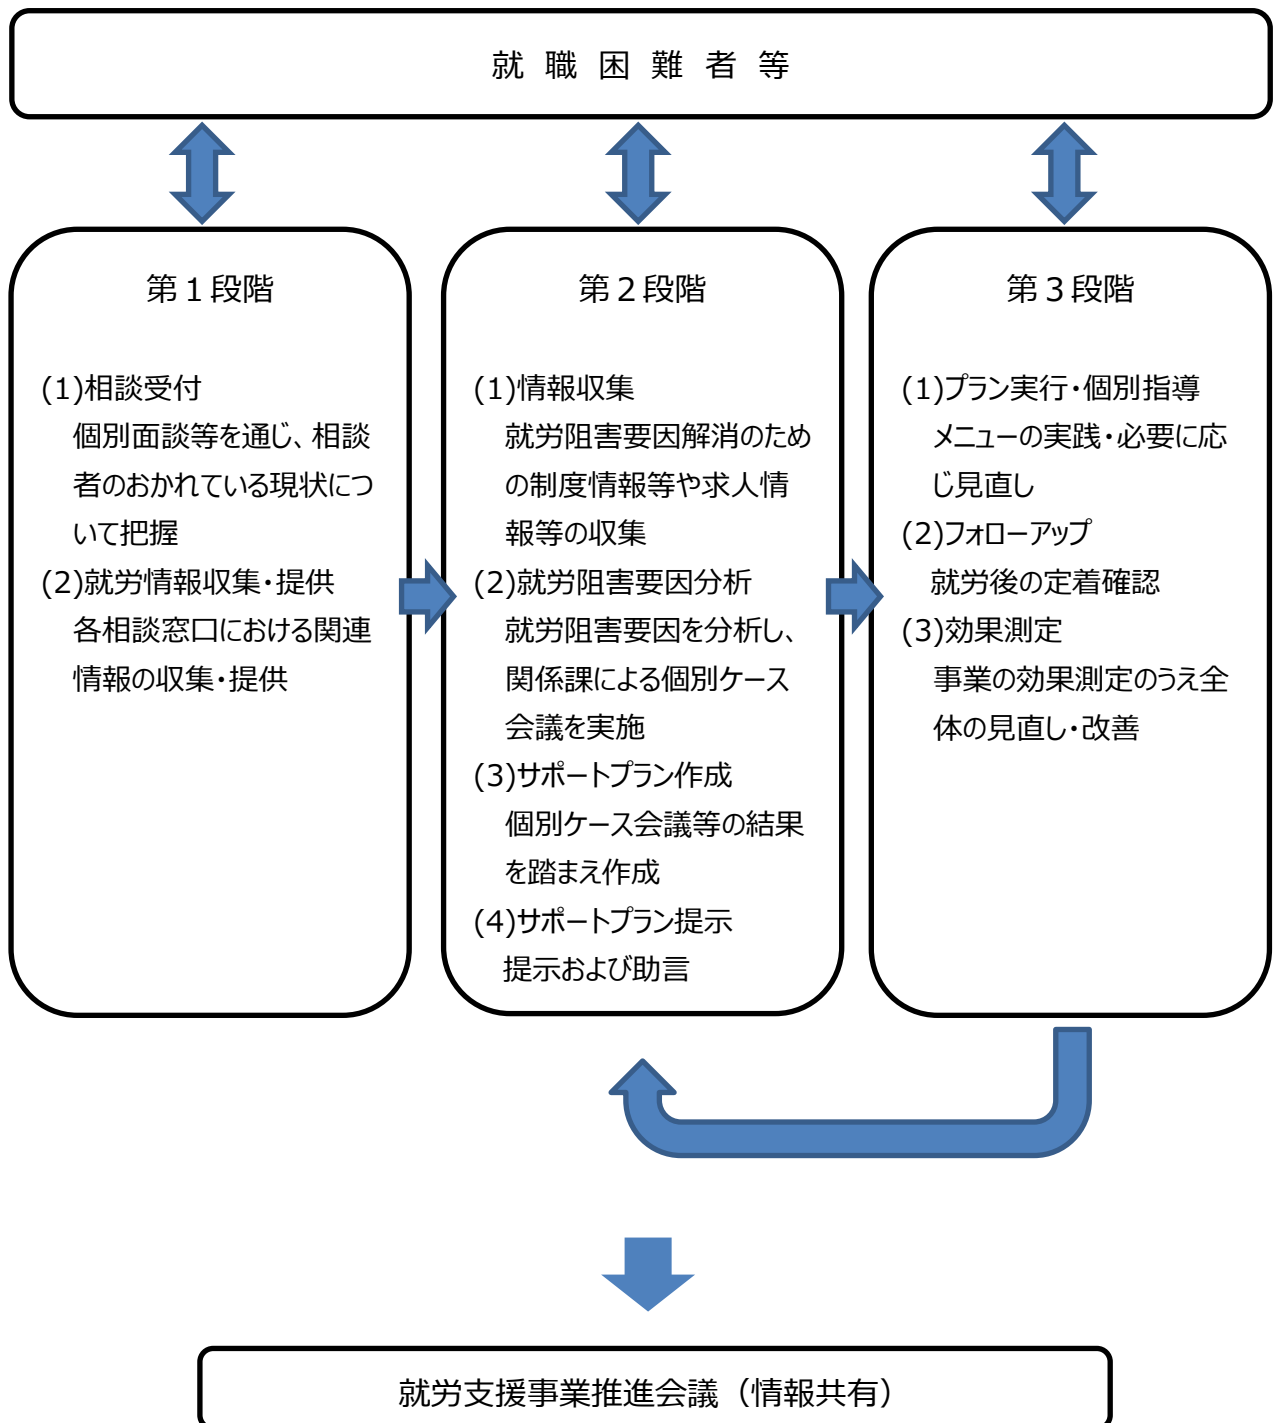 就職困難者等
第１段階
(1)相談受付
個別面談等を通じ、相談
者のおかれている現状につ
いて把握
(2)就労情報収集・提供
各相談窓口における関連
情報の収集・提供
第２段階
(1)情報収集
就労阻害要因解消のため
の制度情報等や求人情
報等の収集
(2)就労阻害要因分析
就労阻害要因を分析し、
関係課による個別ケース
会議を実施
(3)サポートプラン作成
個別ケース会議等の結果
を踏まえ作成
(4)サポートプラン提示
提示および助言
第３段階
(1)プラン実行・個別指導
メニューの実践・必要に応
じ見直し
(2)フォローアップ
就労後の定着確認
(3)効果測定
事業の効果測定のうえ全
体の見直し・改善
就労支援事業推進会議（情報共有）